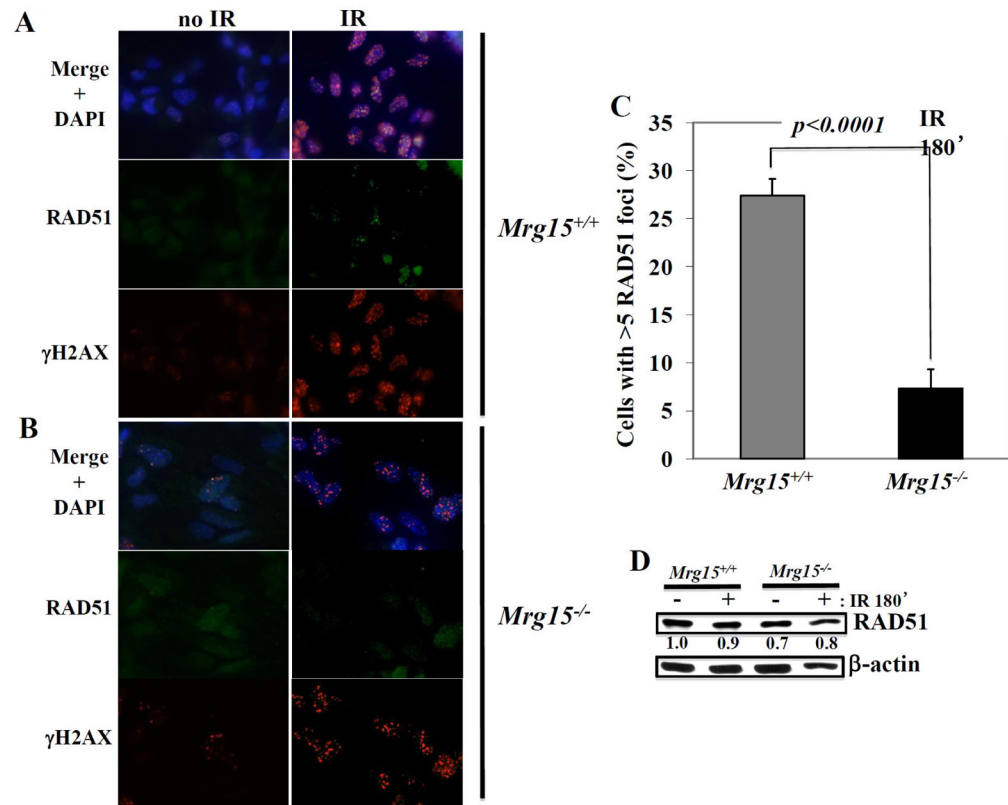 A
no IR IR
Merge
+
DAPI
RAD51
γH2AX
Mrg15+/+
B
Merge
+
DAPI
RAD51
γH2AX
Mrg15-/-
C
IR
180’
p<0.0001
Cells with >5 RAD51 foci (%)
35
30
25
20
15
10
5
0
Mrg15+/+ Mrg15-/-
D
Mrg15+/+ Mrg15-/-
- + - + : IR 180’
RAD51
1.0 0.9 0.7 0.8
β-actin